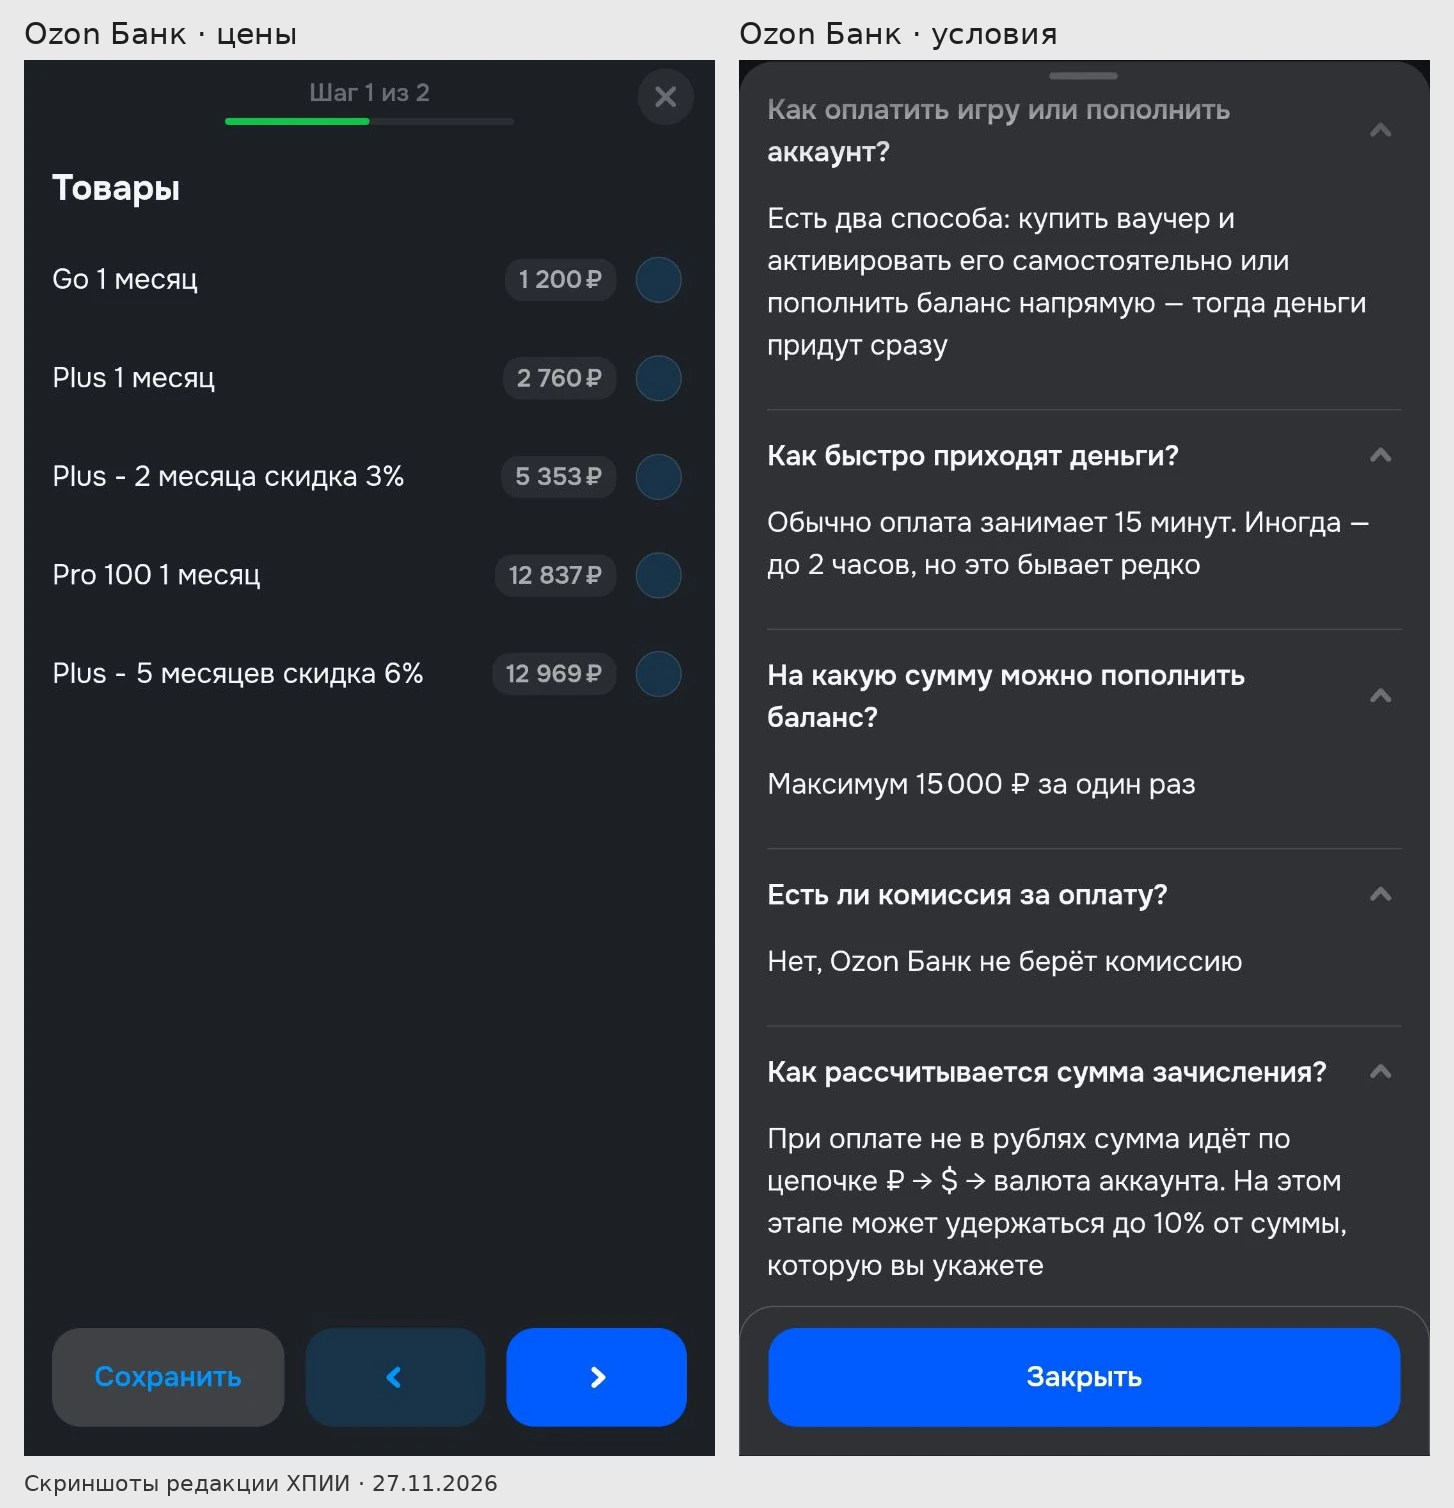 Ozon Банк · цены
Шаг 1 из 2
Товары
Go 1 месяц 1 200 ₽
Plus 1 месяц 2 760 ₽
Plus - 2 месяца скидка 3% 5 353 ₽
Pro 100 1 месяц 12 837 ₽
Plus - 5 месяцев скидка 6% 12 969 ₽
Сохранить
Ozon Банк · условия
Как оплатить игру или пополнить
аккаунт?
Есть два способа: купить ваучер и
активировать его самостоятельно или
пополнить баланс напрямую — тогда деньги
придут сразу
Как быстро приходят деньги?
Обычно оплата занимает 15 минут. Иногда —
до 2 часов, но это бывает редко
На какую сумму можно пополнить
баланс?
Максимум 15 000 ₽ за один раз
Есть ли комиссия за оплату?
Нет, Ozon Банк не берёт комиссию
Как рассчитывается сумма зачисления?
При оплате не в рублях сумма идёт по
цепочке ₽ → $ → валюта аккаунта. На этом
этапе может удержаться до 10% от суммы,
которую вы укажете
Закрыть
Скриншоты редакции ХПИИ · 27.11.2026